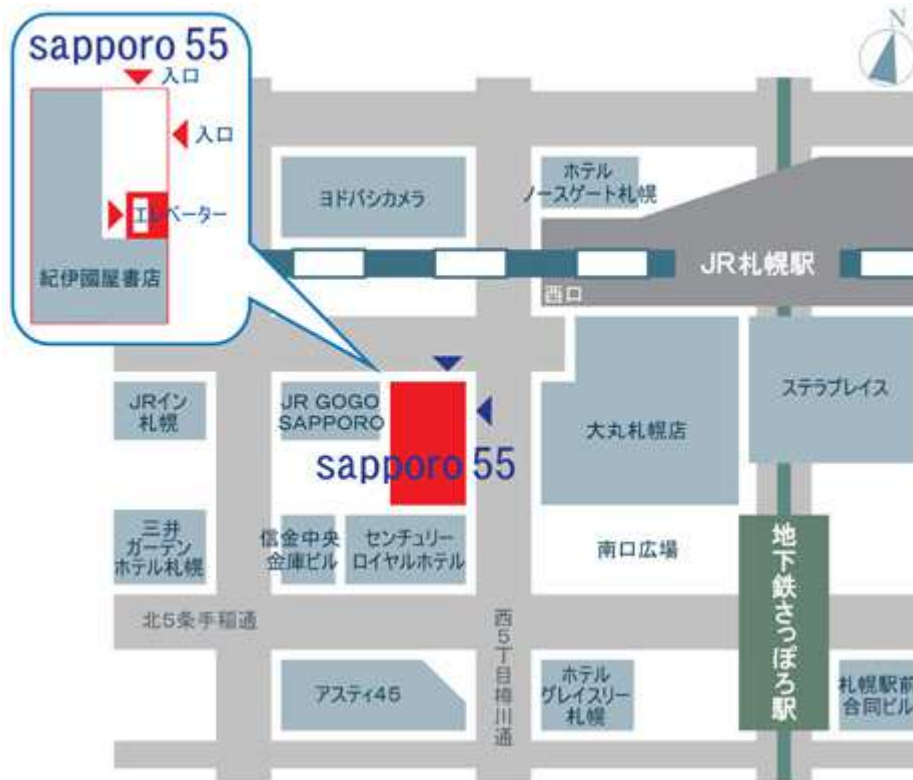 sapporo 55
入口
入口
エレベーター
紀伊國屋書店
N
ヨドバシカメラ
ホテル
ノースゲート札幌
JR札幌駅
西口
JRイン
札幌
JR GOGO
SAPPORO
sapporo 55
大丸札幌店
ステラプレイス
三井
ガーデン
ホテル札幌
信金中央
金庫ビル
センチュリー
ロイヤルホテル
南口広場
地下鉄さっぽろ駅
北5条手稲通
西5丁目樽川通
アスティ45
ホテル
グレイスリー
札幌
札幌駅前
合同ビル